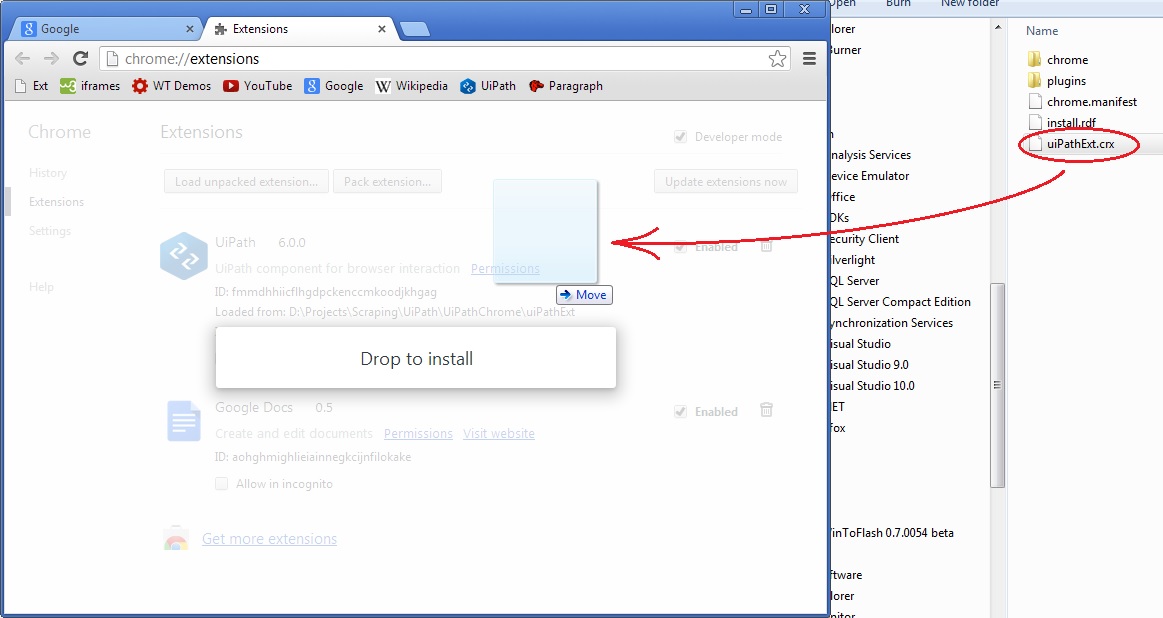 Google
Extensions
chrome://extensions
Ext iframes WT Demos YouTube Google Wikipedia UiPath Paragraph
Chrome
History
Extensions
Settings
Help
Extensions
Developer mode
Load unpacked extension... Pack extension... Update extensions now
UiPath 6.0.0
Enabled
UiPath component for browser interaction Permissions
ID: fmmdhhiicflhgdpckenccmkoodjkhgag
Loaded from: D:\Projects\Scraping\UiPath\UiPathChrome\uiPathExt
Move
Drop to install
Google Docs 0.5
Enabled
Create and edit documents Permissions Visit website
ID: aohghmighlieiainnegkcijnfilokake
Allow in incognito
Get more extensions
Burn New folder
lorer
Burner
nalysis Services
evice Emulator
ffice
DKs
ecurity Client
ilverlight
QL Server
QL Server Compact Edition
ynchronization Services
isual Studio
isual Studio 9.0
isual Studio 10.0
ET
fox
inToFlash 0.7.0054 beta
ftware
lorer
Name
chrome
plugins
chrome.manifest
install.rdf
uiPathExt.crx